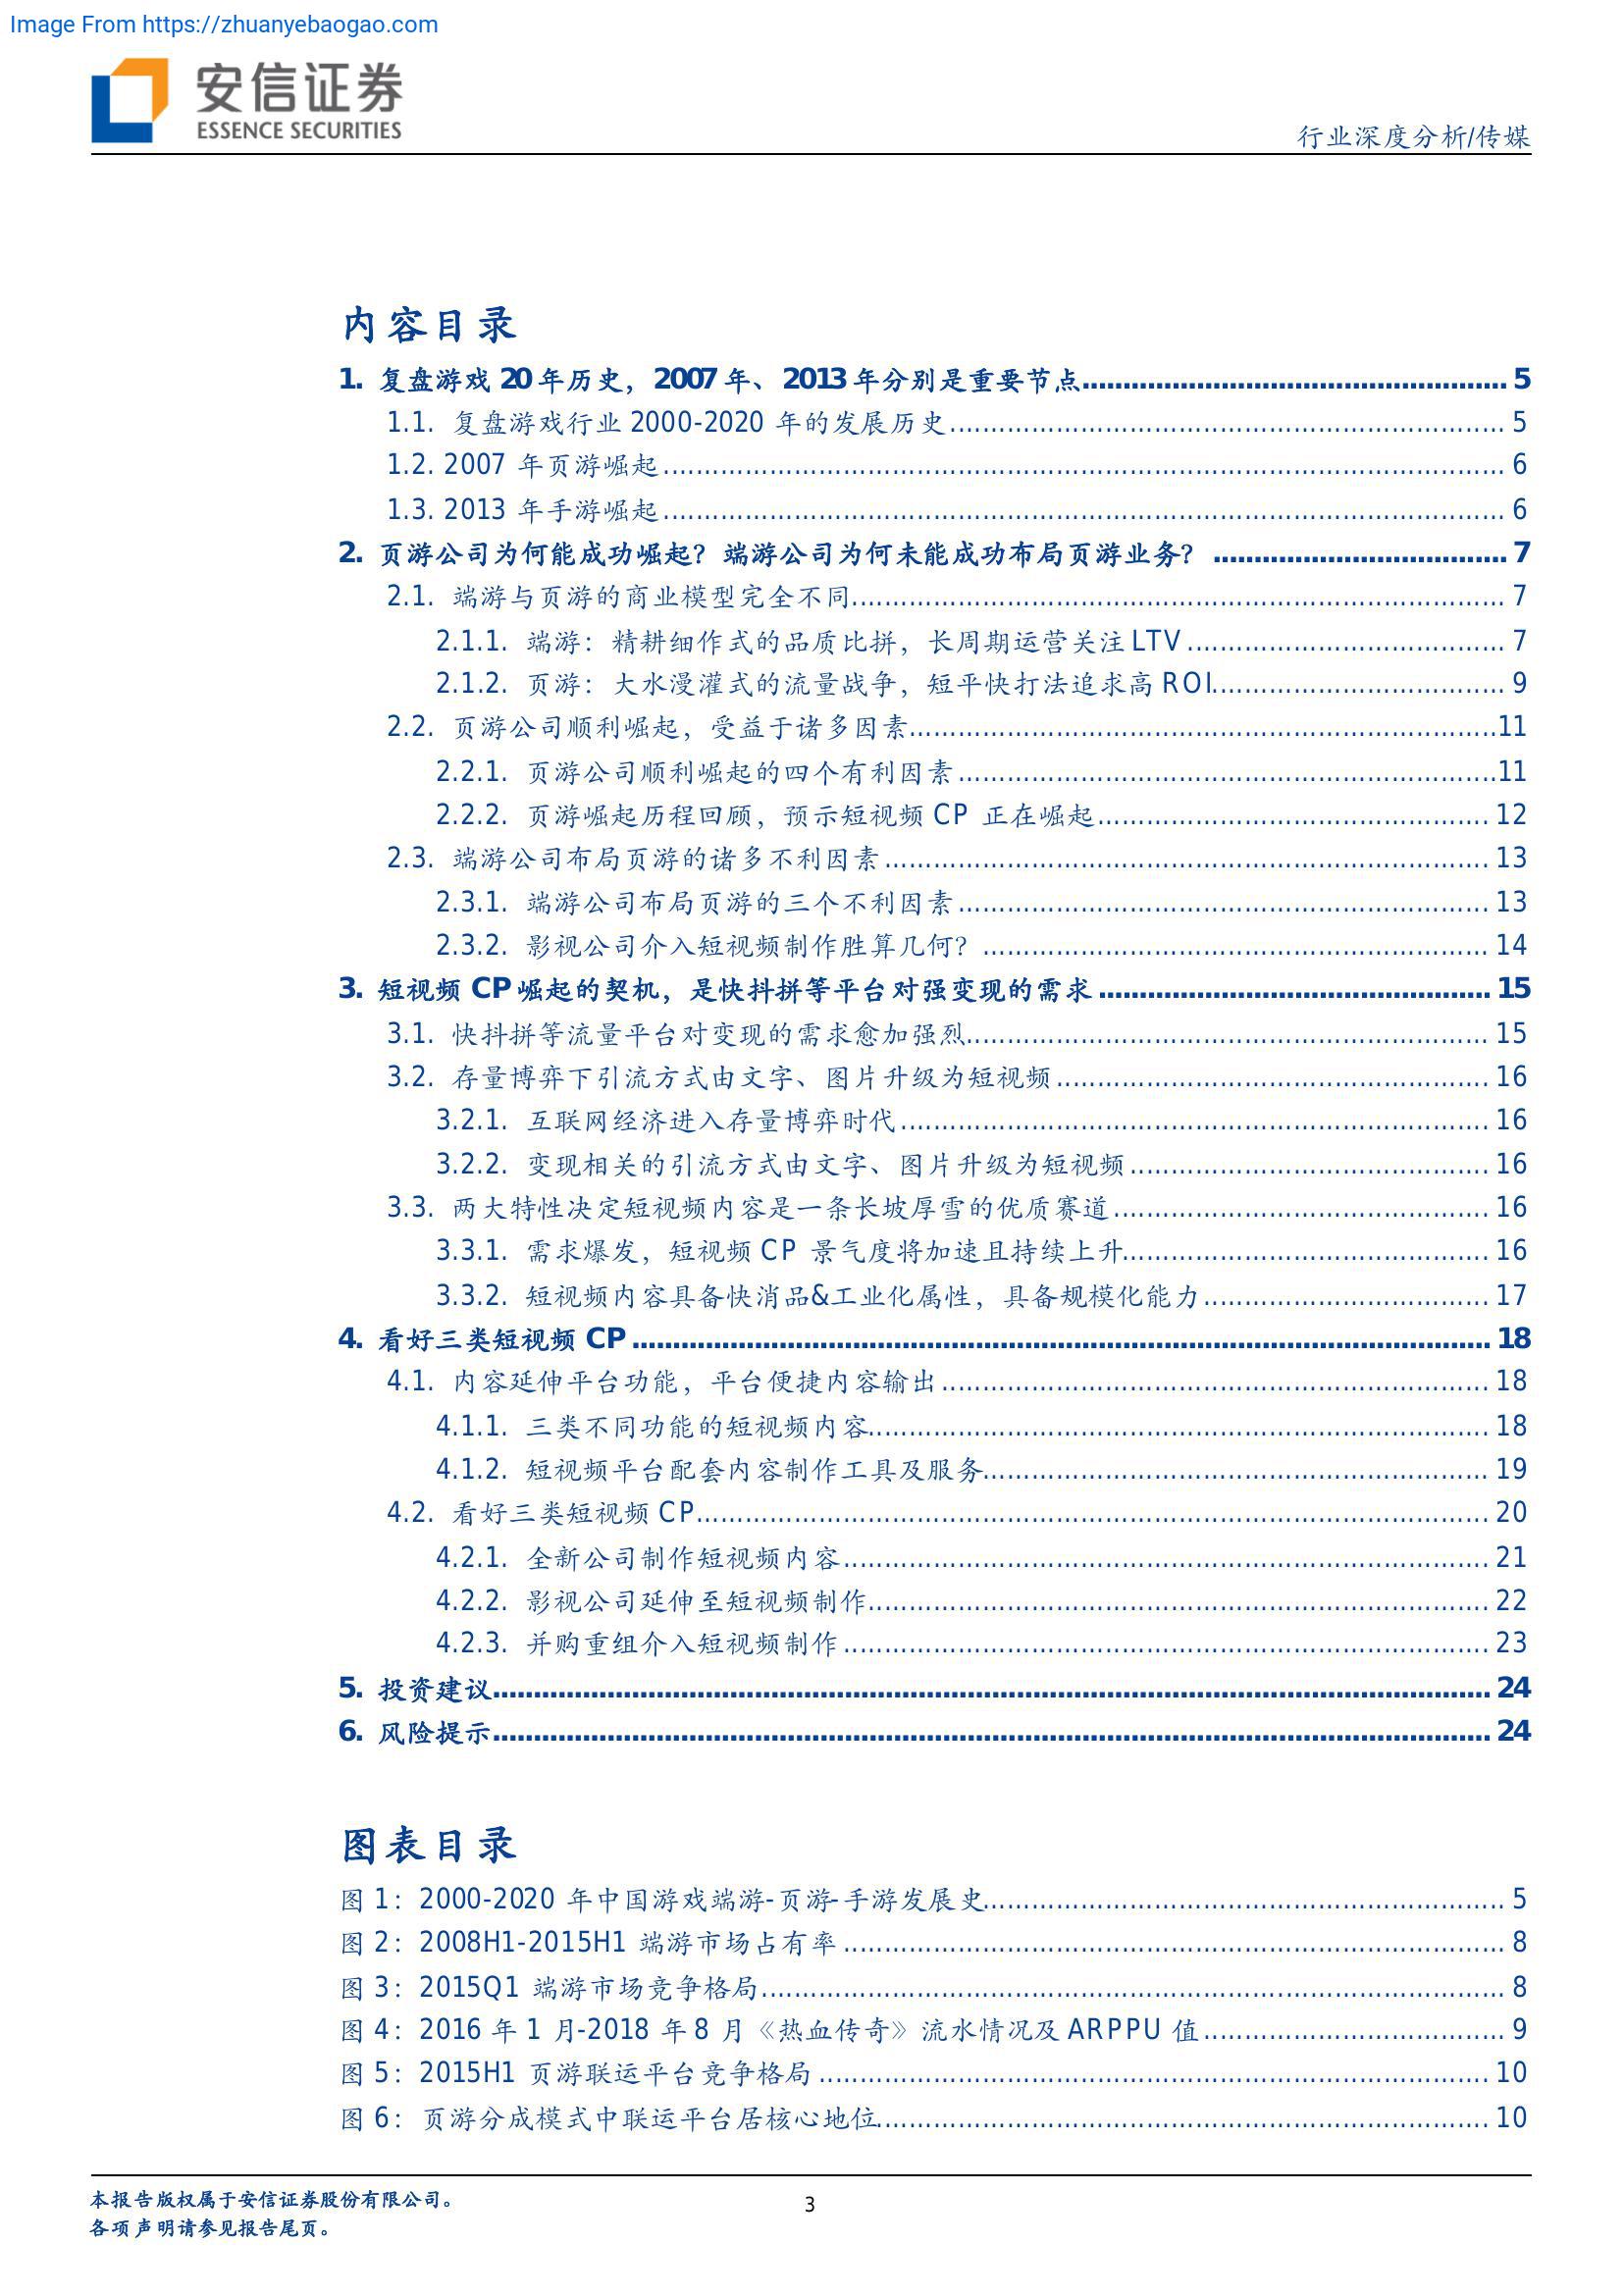 Image From https://zhuanyebaogao.com
安信证券
ESSENCE SECURITIES
行业深度分析/传媒
内容目录
1. 复盘游戏 20 年历史，2007 年、2013 年分别是重要节点 5
1.1. 复盘游戏行业 2000-2020 年的发展历史 5
1.2. 2007 年页游崛起 6
1.3. 2013 年手游崛起 6
2. 页游公司为何能成功崛起？端游公司为何未能成功布局页游业务？ 7
2.1. 端游与页游的商业模型完全不同 7
2.1.1. 端游：精耕细作式的品质比拼，长周期运营关注 LTV 7
2.1.2. 页游：大水漫灌式的流量战争，短平快打法追求高 ROI 9
2.2. 页游公司顺利崛起，受益于诸多因素 11
2.2.1. 页游公司顺利崛起的四个有利因素 11
2.2.2. 页游崛起历程回顾，预示短视频 CP 正在崛起 12
2.3. 端游公司布局页游的诸多不利因素 13
2.3.1. 端游公司布局页游的三个不利因素 13
2.3.2. 影视公司介入短视频制作胜算几何？ 14
3. 短视频 CP 崛起的契机，是快抖拼等平台对强变现的需求 15
3.1. 快抖拼等流量平台对变现的需求愈加强烈 15
3.2. 存量博弈下引流方式由文字、图片升级为短视频 16
3.2.1. 互联网经济进入存量博弈时代 16
3.2.2. 变现相关的引流方式由文字、图片升级为短视频 16
3.3. 两大特性决定短视频内容是一条长坡厚雪的优质赛道 16
3.3.1. 需求爆发，短视频 CP 景气度将加速且持续上升 16
3.3.2. 短视频内容具备快消品&工业化属性，具备规模化能力 17
4. 看好三类短视频 CP 18
4.1. 内容延伸平台功能，平台便捷内容输出 18
4.1.1. 三类不同功能的短视频内容 18
4.1.2. 短视频平台配套内容制作工具及服务 19
4.2. 看好三类短视频 CP 20
4.2.1. 全新公司制作短视频内容 21
4.2.2. 影视公司延伸至短视频制作 22
4.2.3. 并购重组介入短视频制作 23
5. 投资建议 24
6. 风险提示 24
图表目录
图 1：2000-2020 年中国游戏端游-页游-手游发展史 5
图 2：2008H1-2015H1 端游市场占有率 8
图 3：2015Q1 端游市场竞争格局 8
图 4：2016 年 1 月-2018 年 8 月《热血传奇》流水情况及 ARPPU 值 9
图 5：2015H1 页游联运平台竞争格局 10
图 6：页游分成模式中联运平台居核心地位 10
本报告版权属于安信证券股份有限公司。
各项声明请参见报告尾页。
3